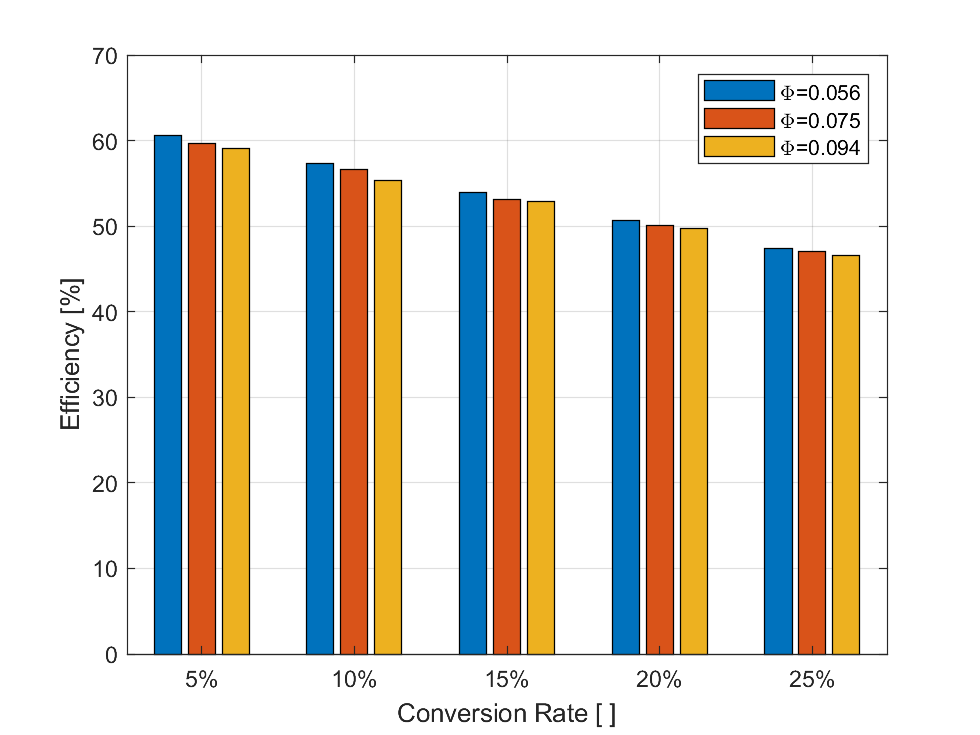 70
60
50
40
30
20
10
0
Efficiency [%]
Φ=0.056
Φ=0.075
Φ=0.094
5%
10%
15%
20%
25%
Conversion Rate [ ]